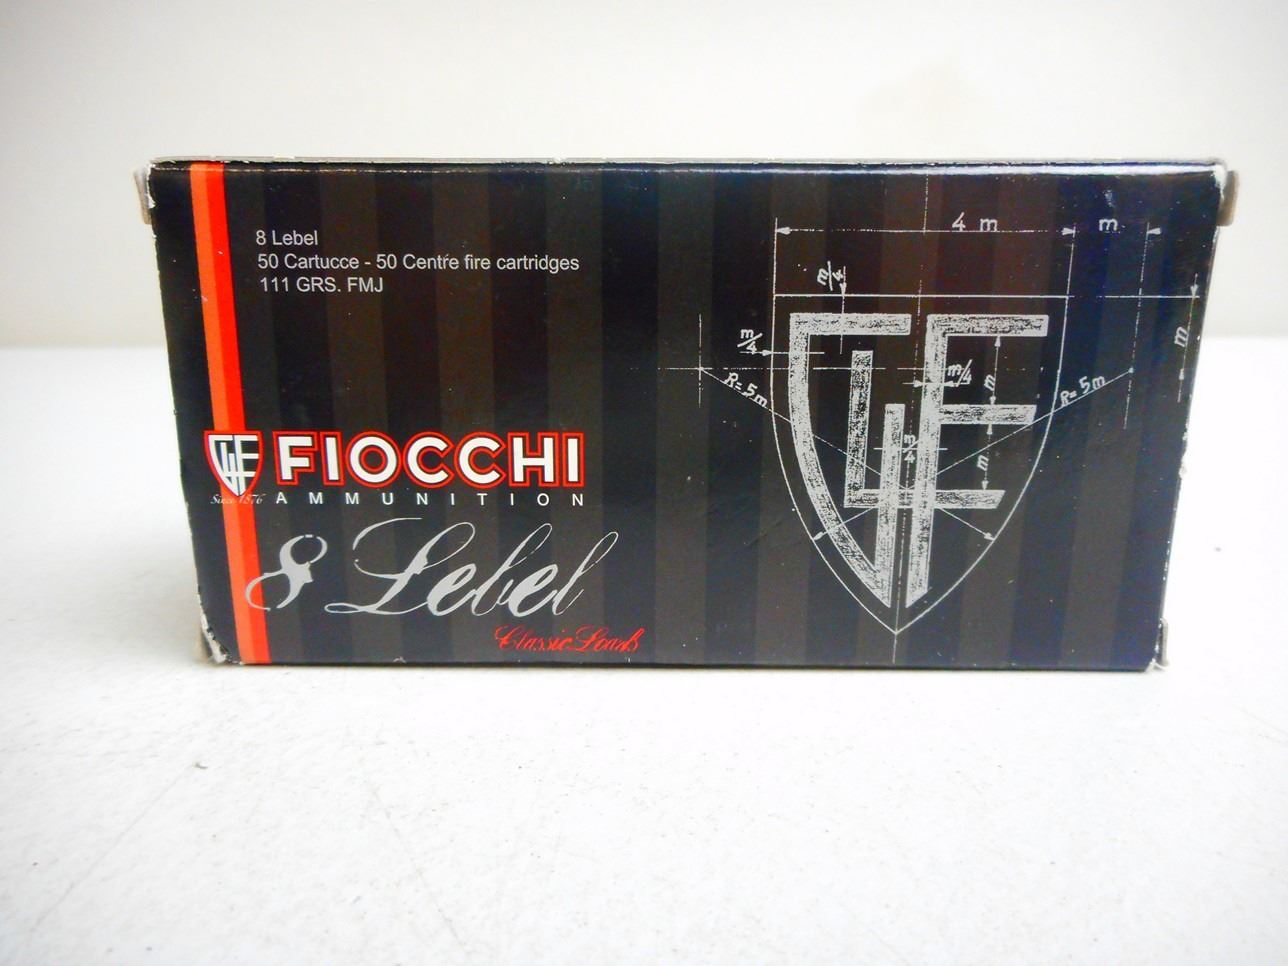 8 Lebel
50 Cartucce - 50 Centre fire cartridges
111 GRS. FMJ
4 m
m
m/4
m
m/4
m/4
R=5m
R=5m
m
m/4
m
GF
FIOCCHI
Since 1876
AMMUNITION
8 Lebel
Classic Loads